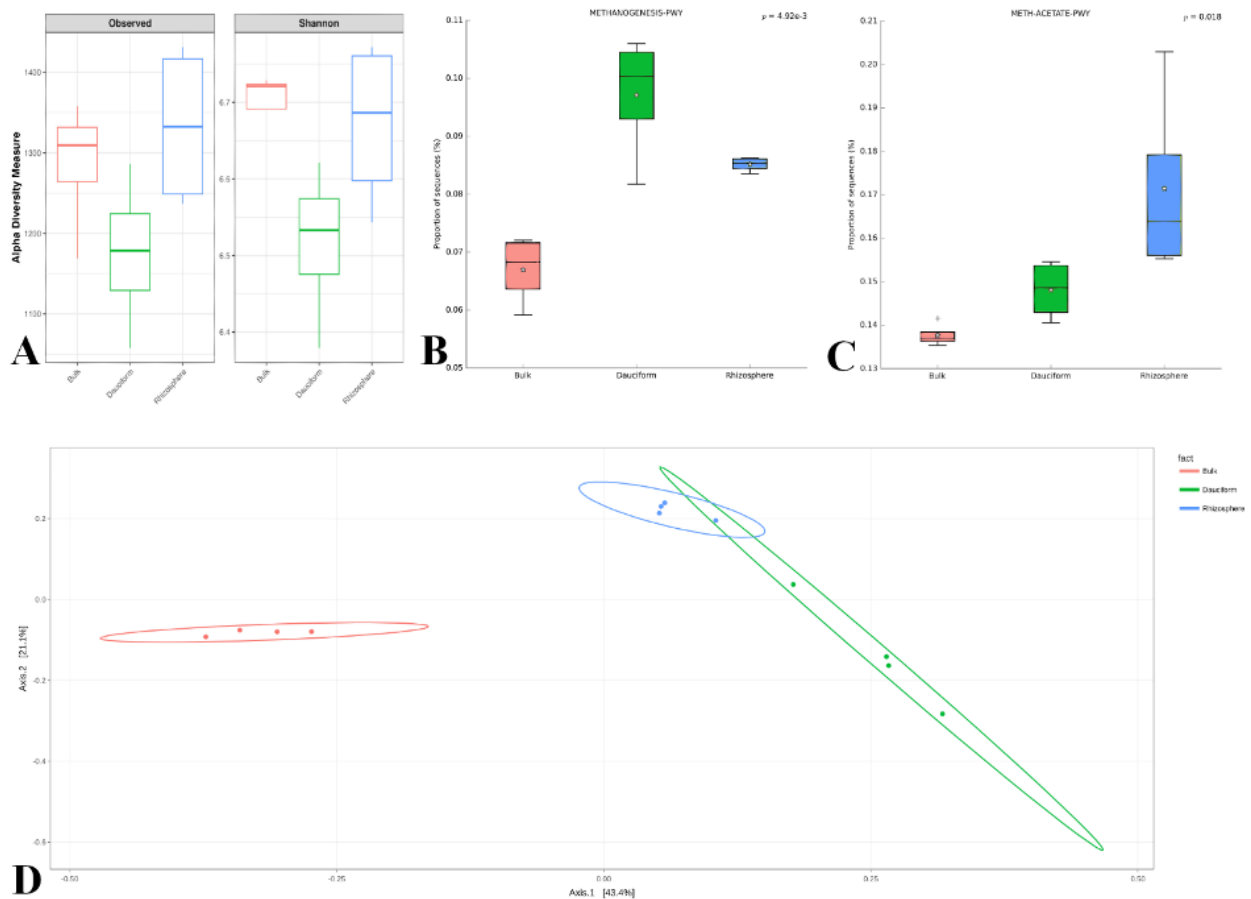 Observed
Shannon
Alpha Diversity Measure
1400
1300
1200
1100
6.7
6.6
6.5
6.4
Bulk
Dauciform
Rhizosphere
Bulk
Dauciform
Rhizosphere
A
METHANOGENESIS-PWY
p = 4.92e-3
Proportion of sequences (%)
0.11
0.10
0.09
0.08
0.07
0.06
0.05
Bulk
Dauciform
Rhizosphere
B
METH-ACETATE-PWY
p = 0.018
Proportion of sequences (%)
0.21
0.20
0.19
0.18
0.17
0.16
0.15
0.14
0.13
Bulk
Dauciform
Rhizosphere
C
Axis.2 [21.1%]
0.2
0.0
-0.2
-0.4
-0.6
-0.50
-0.25
0.00
0.75
0.50
Axis.1 [43.4%]
fact
Bulk
Dauciform
Rhizosphere
D